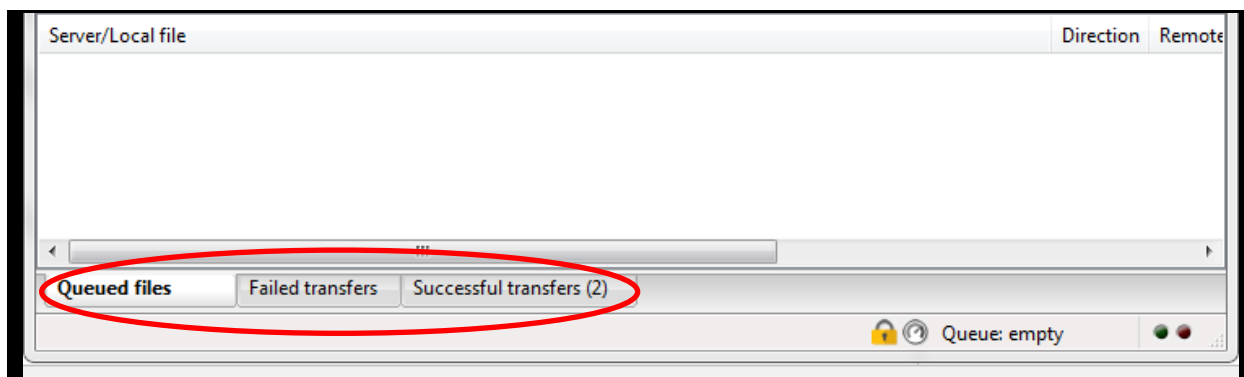 Server/Local file Direction Remote
Queued files Failed transfers Successful transfers (2)
Queue: empty